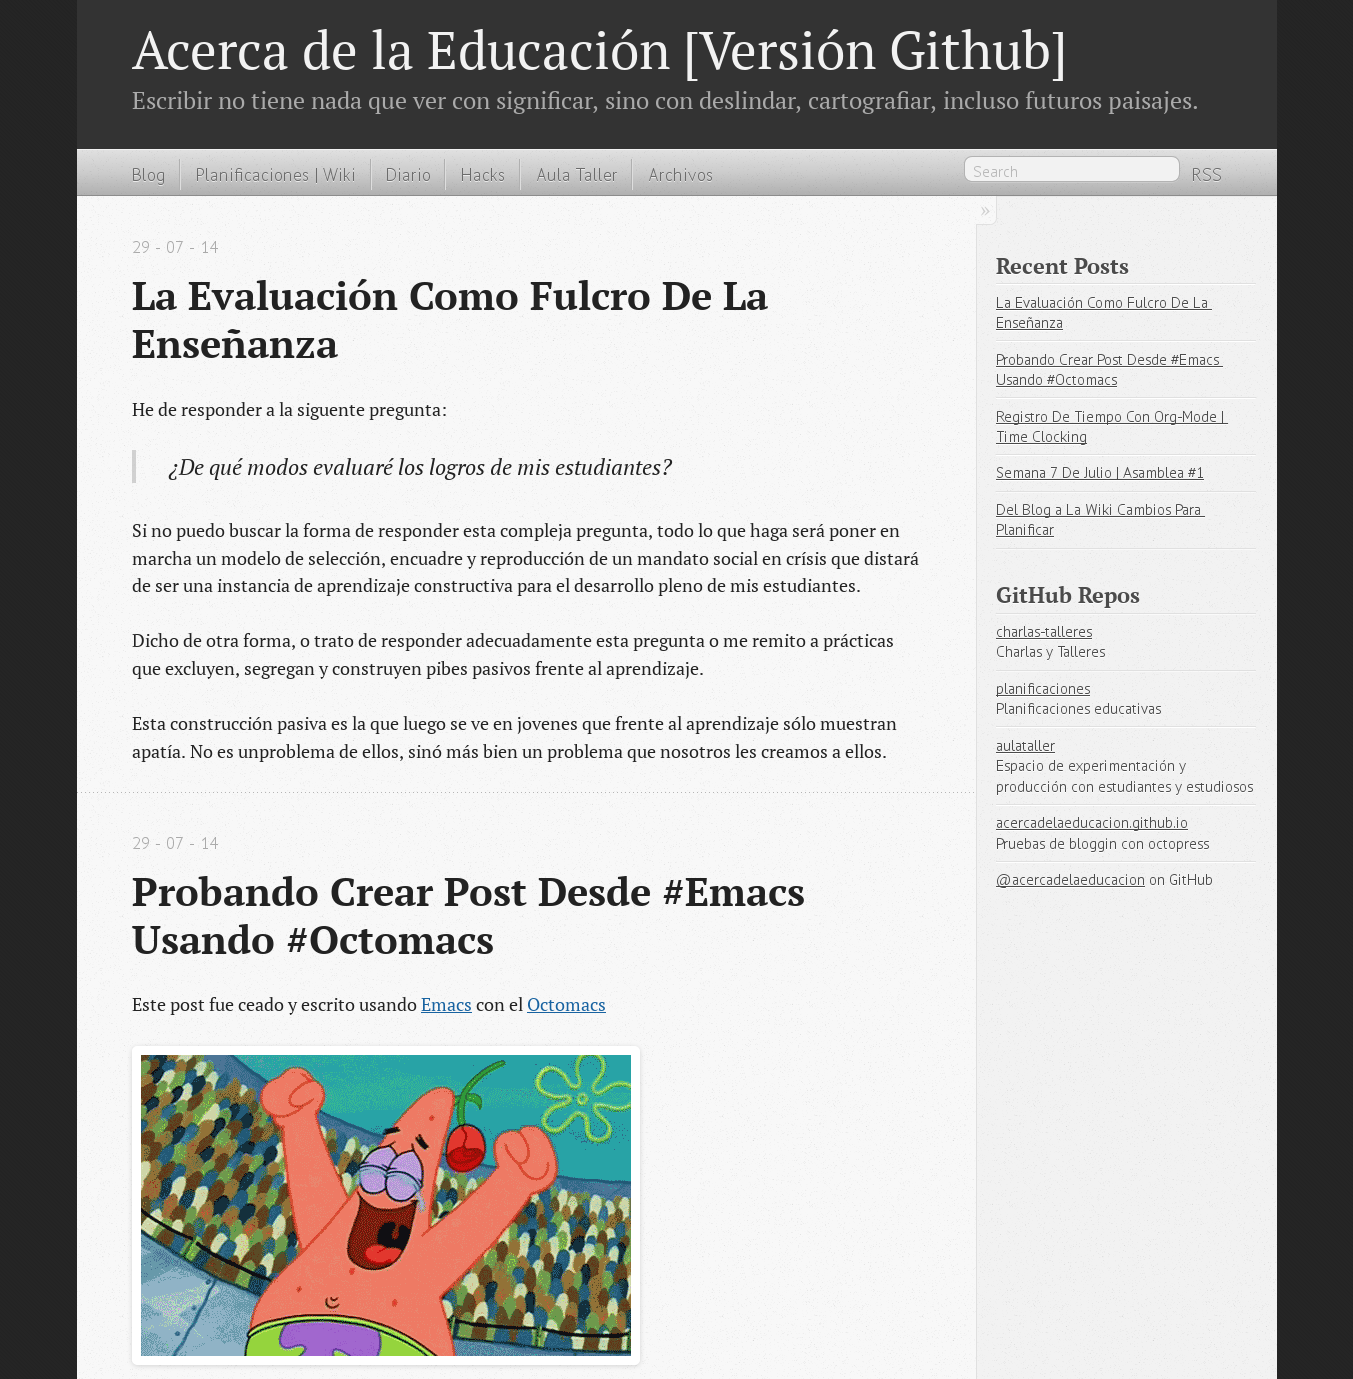 Acerca de la Educación [Versión Github]
Escribir no tiene nada que ver con significar, sino con deslindar, cartografiar, incluso futuros paisajes.
Blog
Planificaciones | Wiki
Diario
Hacks
Aula Taller
Archivos
Search
RSS
29 - 07 - 14
La Evaluación Como Fulcro De La
Enseñanza
He de responder a la siguente pregunta:
¿De qué modos evaluaré los logros de mis estudiantes?
Si no puedo buscar la forma de responder esta compleja pregunta, todo lo que haga será poner en
marcha un modelo de selección, encuadre y reproducción de un mandato social en crísis que distará
de ser una instancia de aprendizaje constructiva para el desarrollo pleno de mis estudiantes.
Dicho de otra forma, o trato de responder adecuadamente esta pregunta o me remito a prácticas
que excluyen, segregan y construyen pibes pasivos frente al aprendizaje.
Esta construcción pasiva es la que luego se ve en jovenes que frente al aprendizaje sólo muestran
apatía. No es unproblema de ellos, sinó más bien un problema que nosotros les creamos a ellos.
29 - 07 - 14
Probando Crear Post Desde #Emacs
Usando #Octomacs
Este post fue ceado y escrito usando Emacs con el Octomacs
»
Recent Posts
La Evaluación Como Fulcro De La
Enseñanza
Probando Crear Post Desde #Emacs
Usando #Octomacs
Registro De Tiempo Con Org-Mode |
Time Clocking
Semana 7 De Julio | Asamblea #1
Del Blog a La Wiki Cambios Para
Planificar
GitHub Repos
charlas-talleres
Charlas y Talleres
planificaciones
Planificaciones educativas
aulataller
Espacio de experimentación y
producción con estudiantes y estudiosos
acercadelaeducacion.github.io
Pruebas de bloggin con octopress
@acercadelaeducacion on GitHub